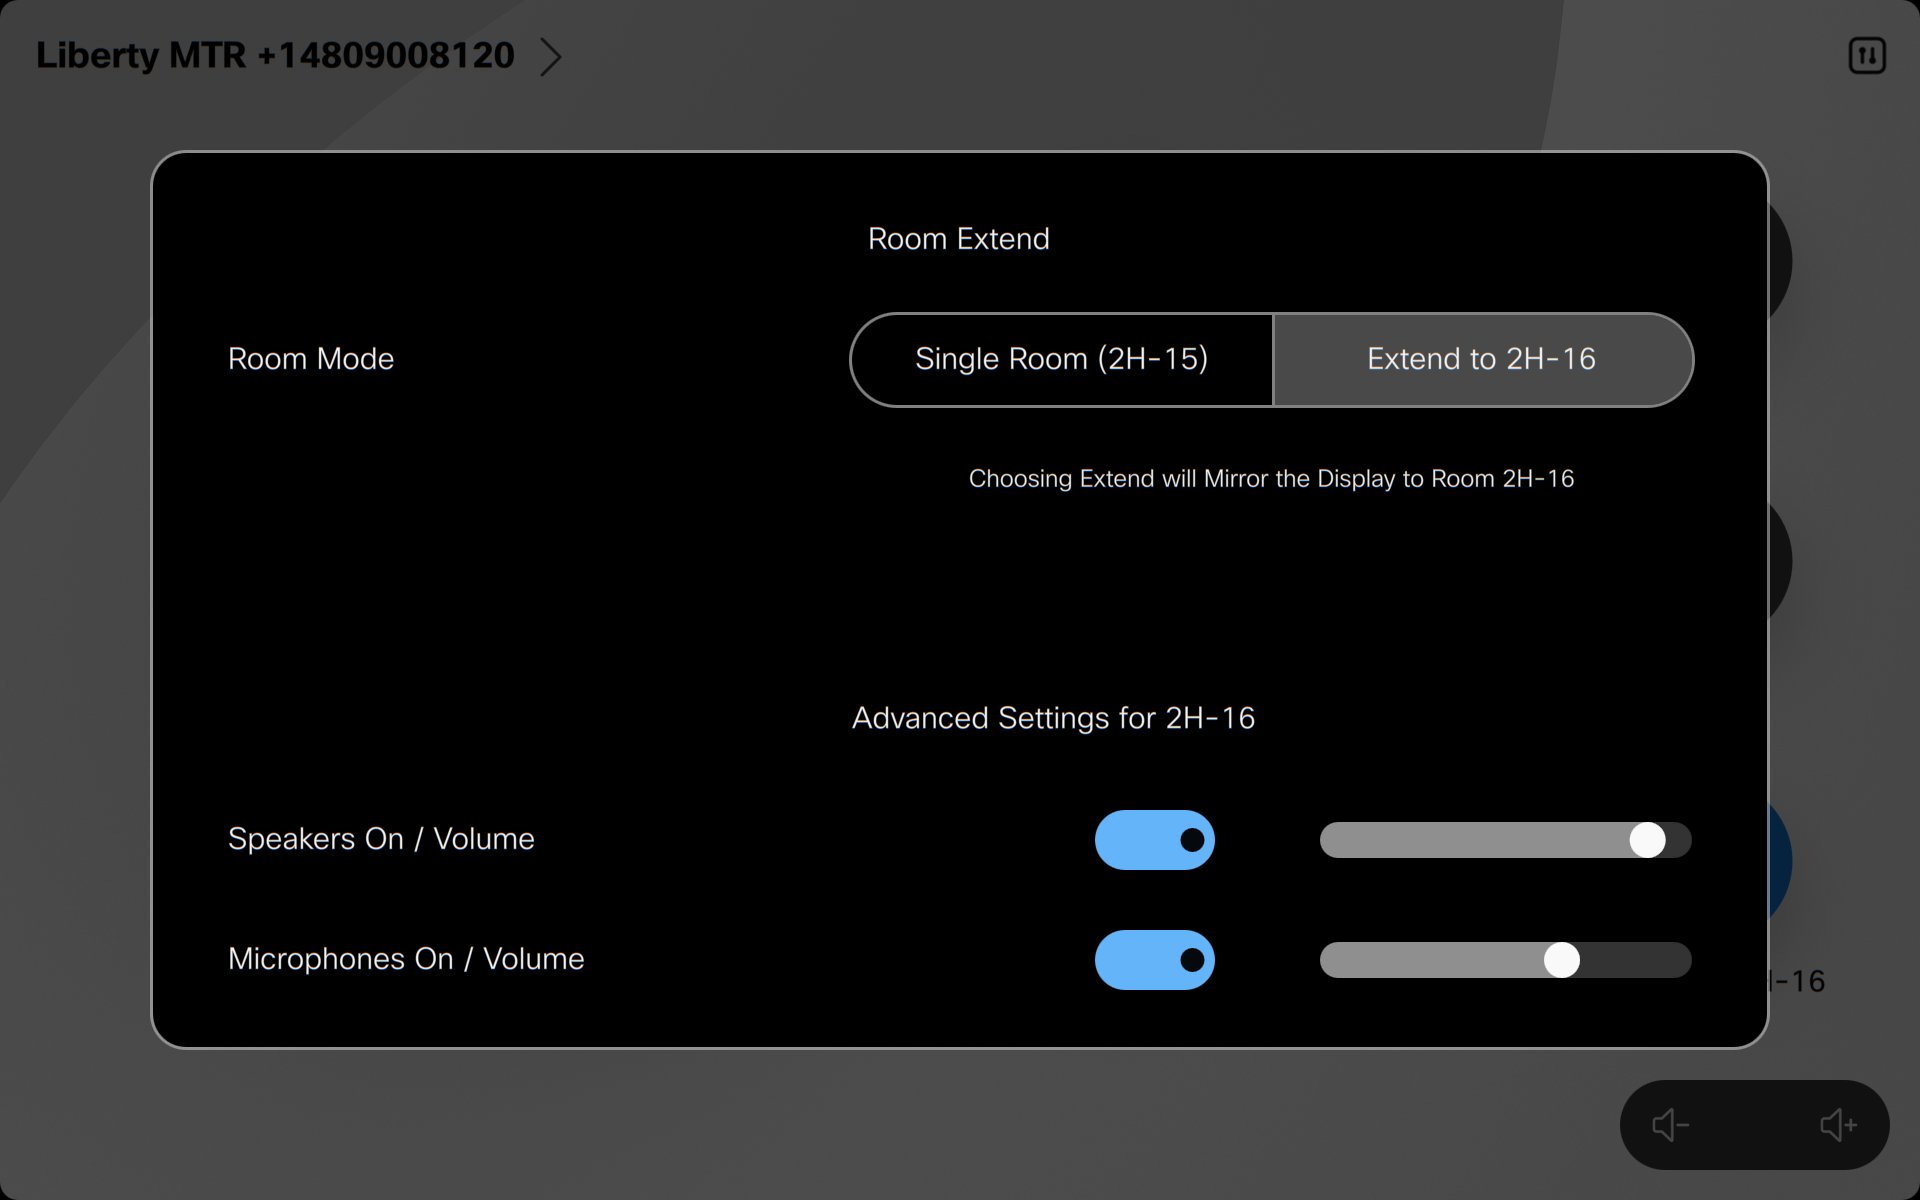 Liberty MTR +14809008120
Room Extend
Room Mode
Single Room (2H-15)
Extend to 2H-16
Choosing Extend will Mirror the Display to Room 2H-16
Advanced Settings for 2H-16
Speakers On / Volume
Microphones On / Volume
-16